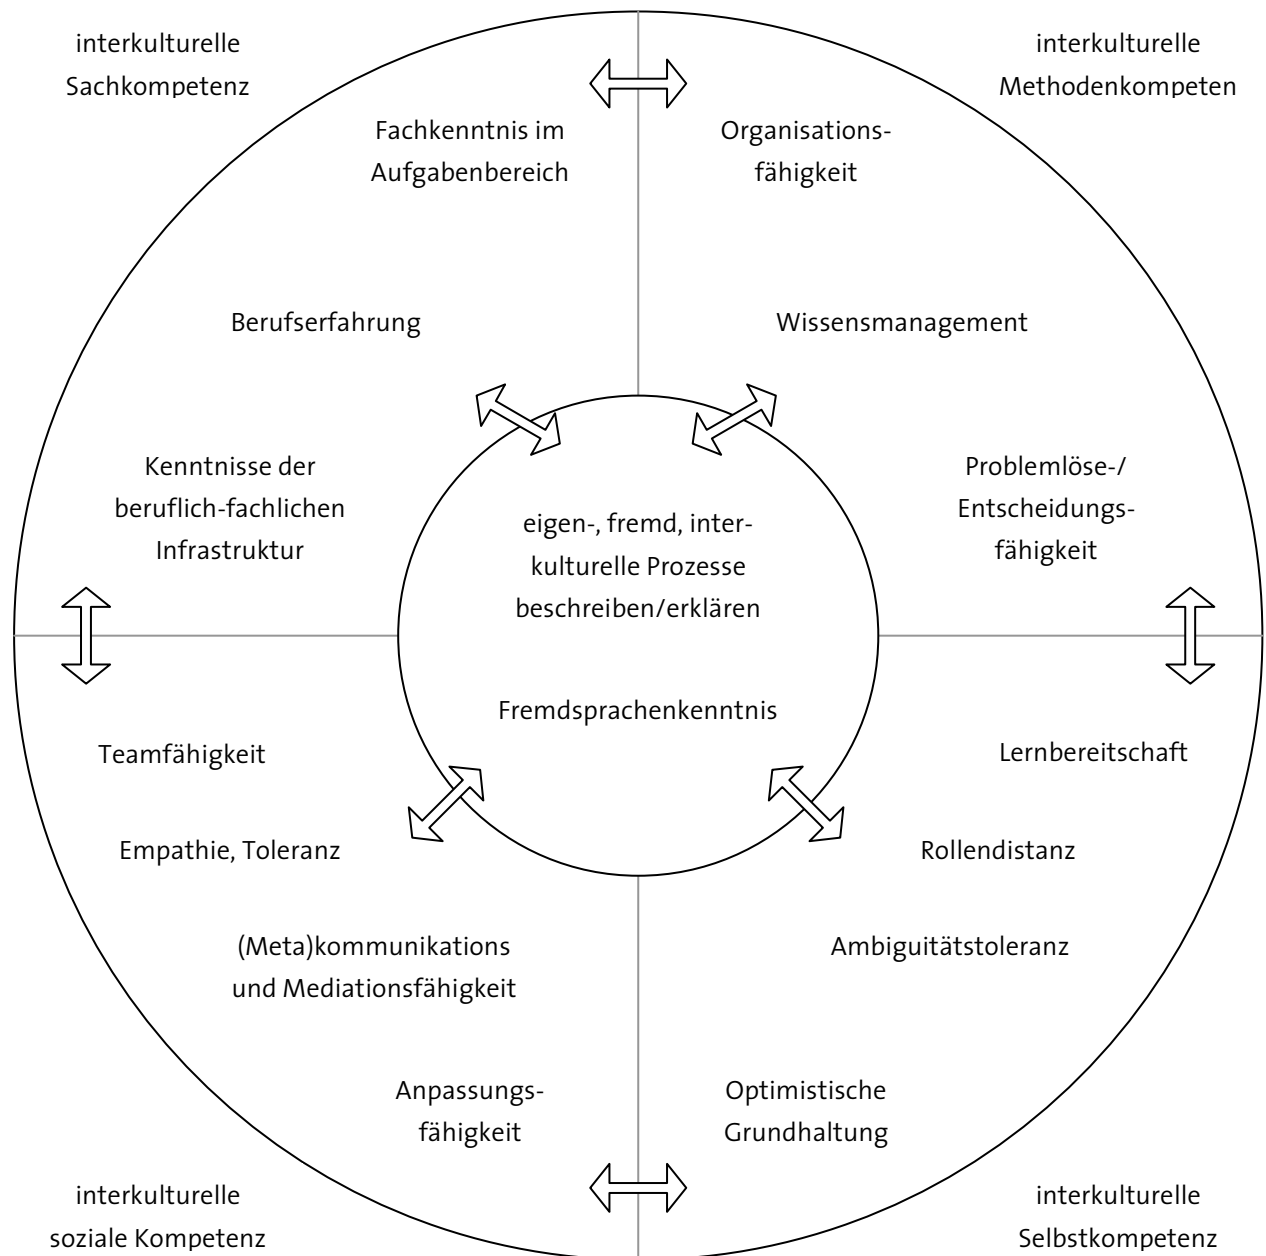 interkulturelle
Sachkompetenz
interkulturelle
Methodenkompeten
Fachkenntnis im
Aufgabenbereich
Organisations-
fähigkeit
Berufserfahrung
Wissensmanagement
Kenntnisse der
beruflich-fachlichen
Infrastruktur
Problemlöse-/
Entscheidungs-
fähigkeit
eigen-, fremd, inter-
kulturelle Prozesse
beschreiben/erklären
Fremdsprachenkenntnis
Teamfähigkeit
Lernbereitschaft
Empathie, Toleranz
Rollendistanz
(Meta)kommunikations
und Mediationsfähigkeit
Ambiguitätstoleranz
Anpassungs-
fähigkeit
Optimistische
Grundhaltung
interkulturelle
soziale Kompetenz
interkulturelle
Selbstkompetenz